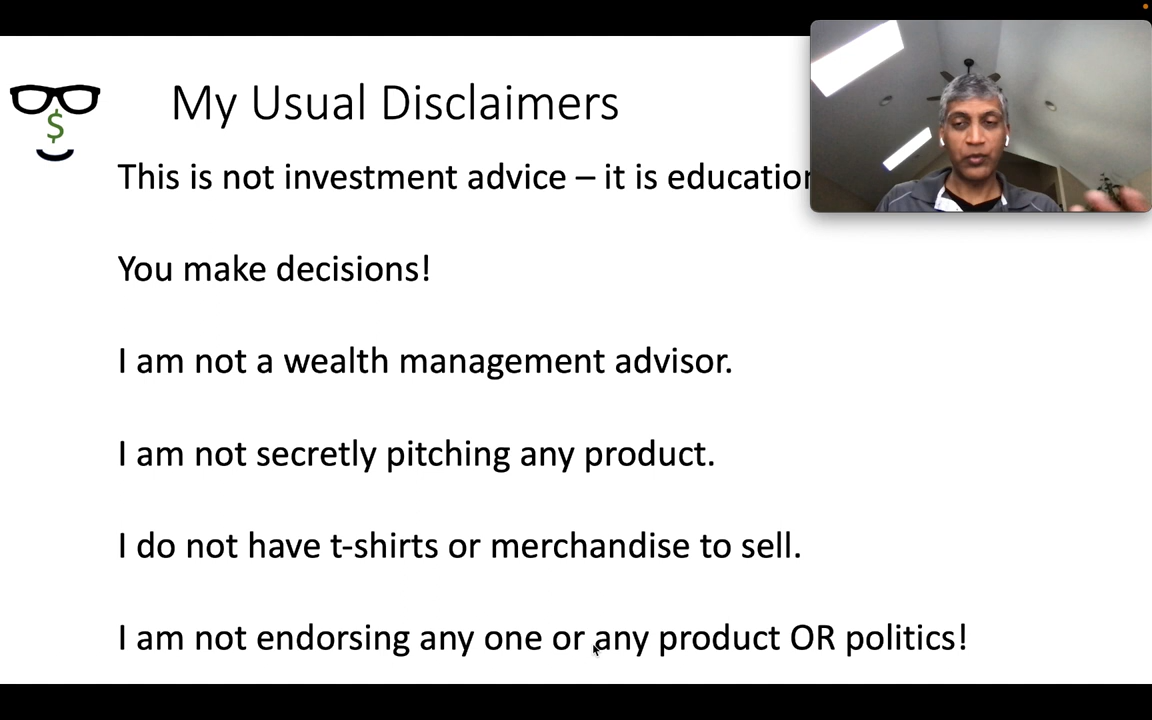 My Usual Disclaimers
$
This is not investment advice – it is
You make decisions!
I am not a wealth management advisor.
I am not secretly pitching any product.
I do not have t-shirts or merchandise to sell.
I am not endorsing any one or any product OR politics!